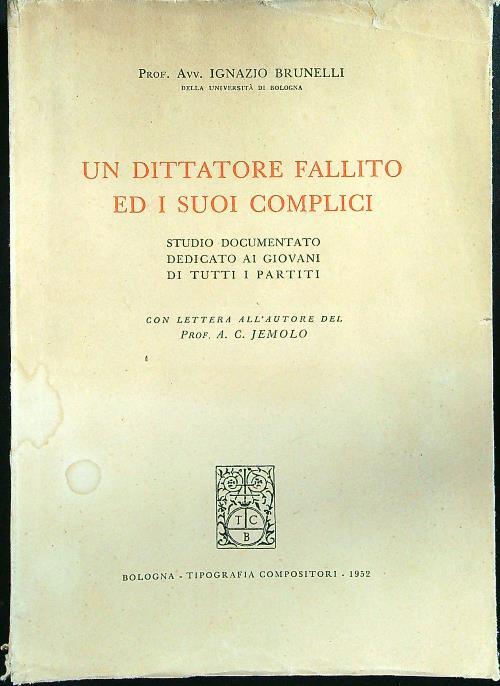 PROF. AVV. IGNAZIO BRUNELLI
DELLA UNIVERSITÀ DI BOLOGNA
UN DITTATORE FALLITO
ED I SUOI COMPLICI
STUDIO DOCUMENTATO
DEDICATO AI GIOVANI
DI TUTTI I PARTITI
CON LETTERA ALL'AUTORE DEL
PROF. A. C. JEMOLO
T C
B
BOLOGNA - TIPOGRAFIA COMPOSITORI - 1952